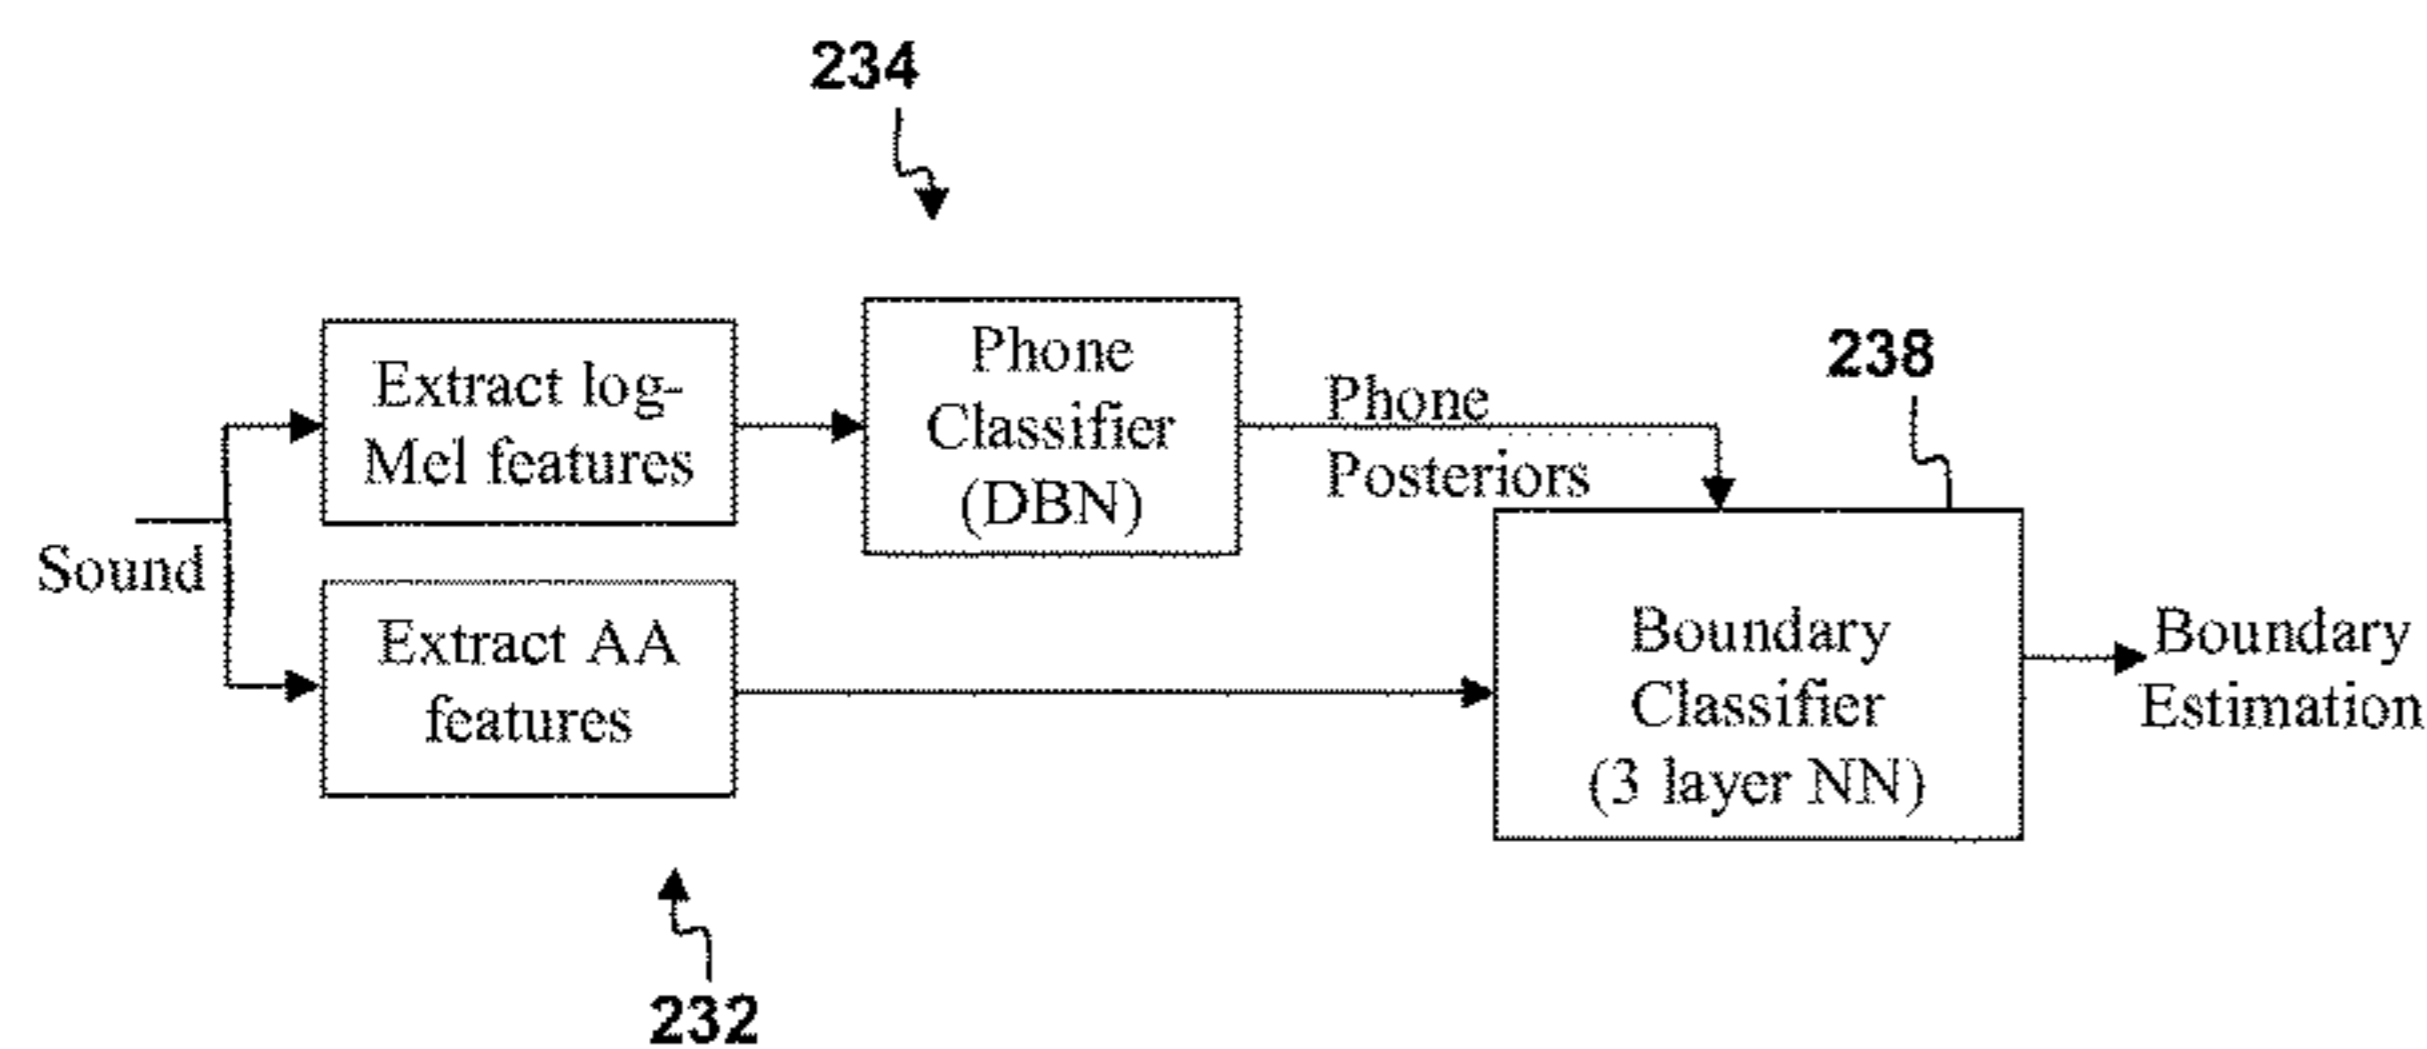 234
Extract log-
Mel features
Phone
Classifier
(DBN)
Phone
Posteriors
238
Sound
Extract AA
features
Boundary
Classifier
(3 layer NN)
Boundary
Estimation
232